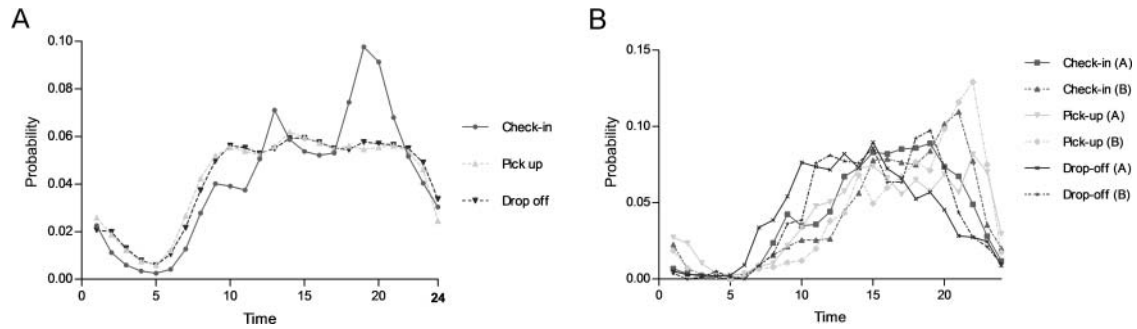 A
Probability
0.10
0.08
0.06
0.04
0.02
0.00
0 5 10 15 20 24
Time
Check-in
Pick up
Drop off
B
Probability
0.15
0.10
0.05
0.00
0 5 10 15 20
Time
Check-in (A)
Check-in (B)
Pick-up (A)
Pick-up (B)
Drop-off (A)
Drop-off (B)